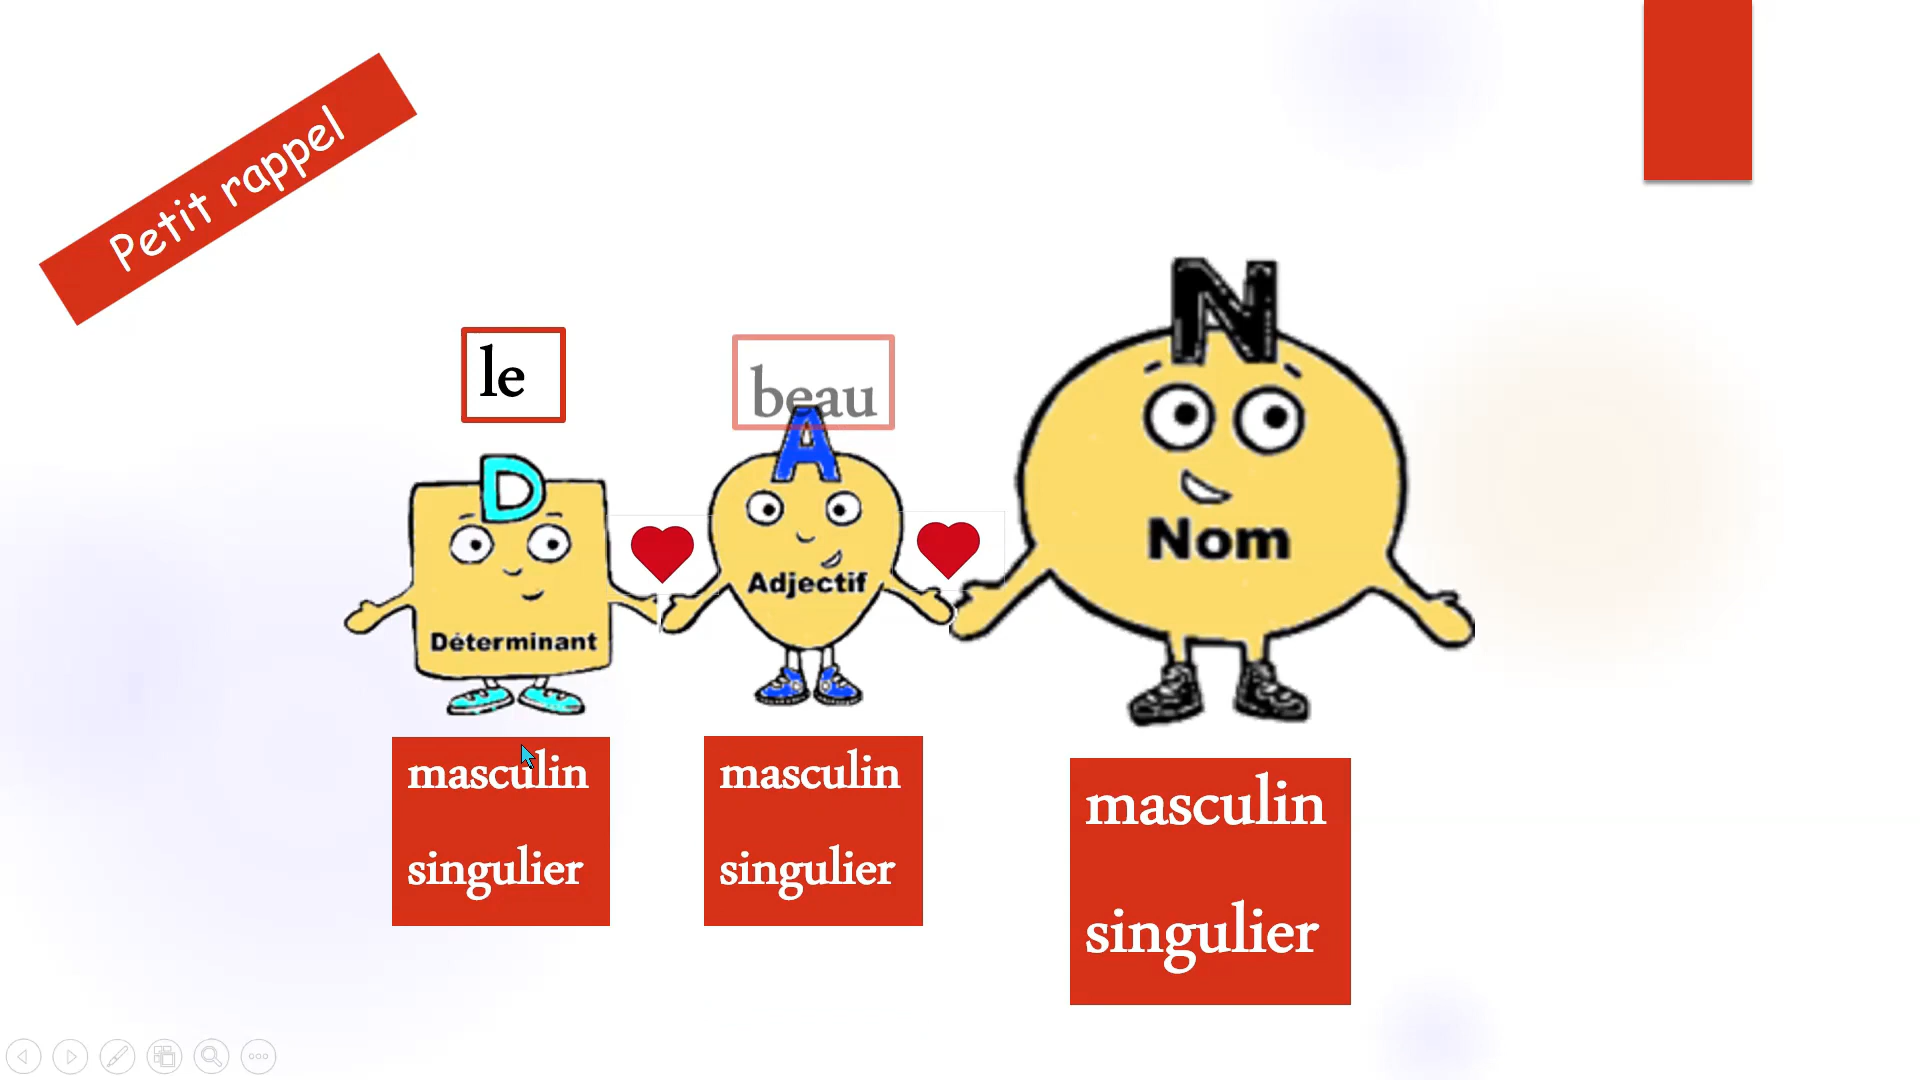 Petit rappel
le
beau
N
D
A
Déterminant
Adjectif
Nom
masculin
singulier
masculin
singulier
masculin
singulier